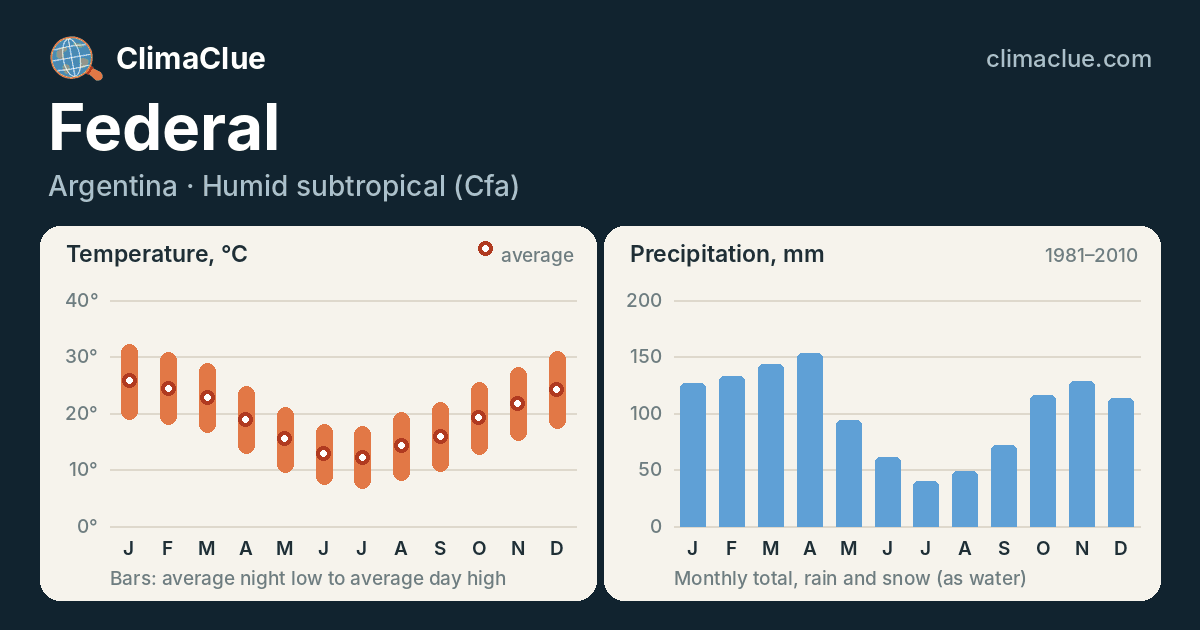 ClimaClue
climaclue.com
Federal
Argentina · Humid subtropical (Cfa)
Temperature, °C
average
40°
30°
20°
10°
0°
J F M A M J J A S O N D
Bars: average night low to average day high
Precipitation, mm
1981–2010
200
150
100
50
0
J F M A M J J A S O N D
Monthly total, rain and snow (as water)